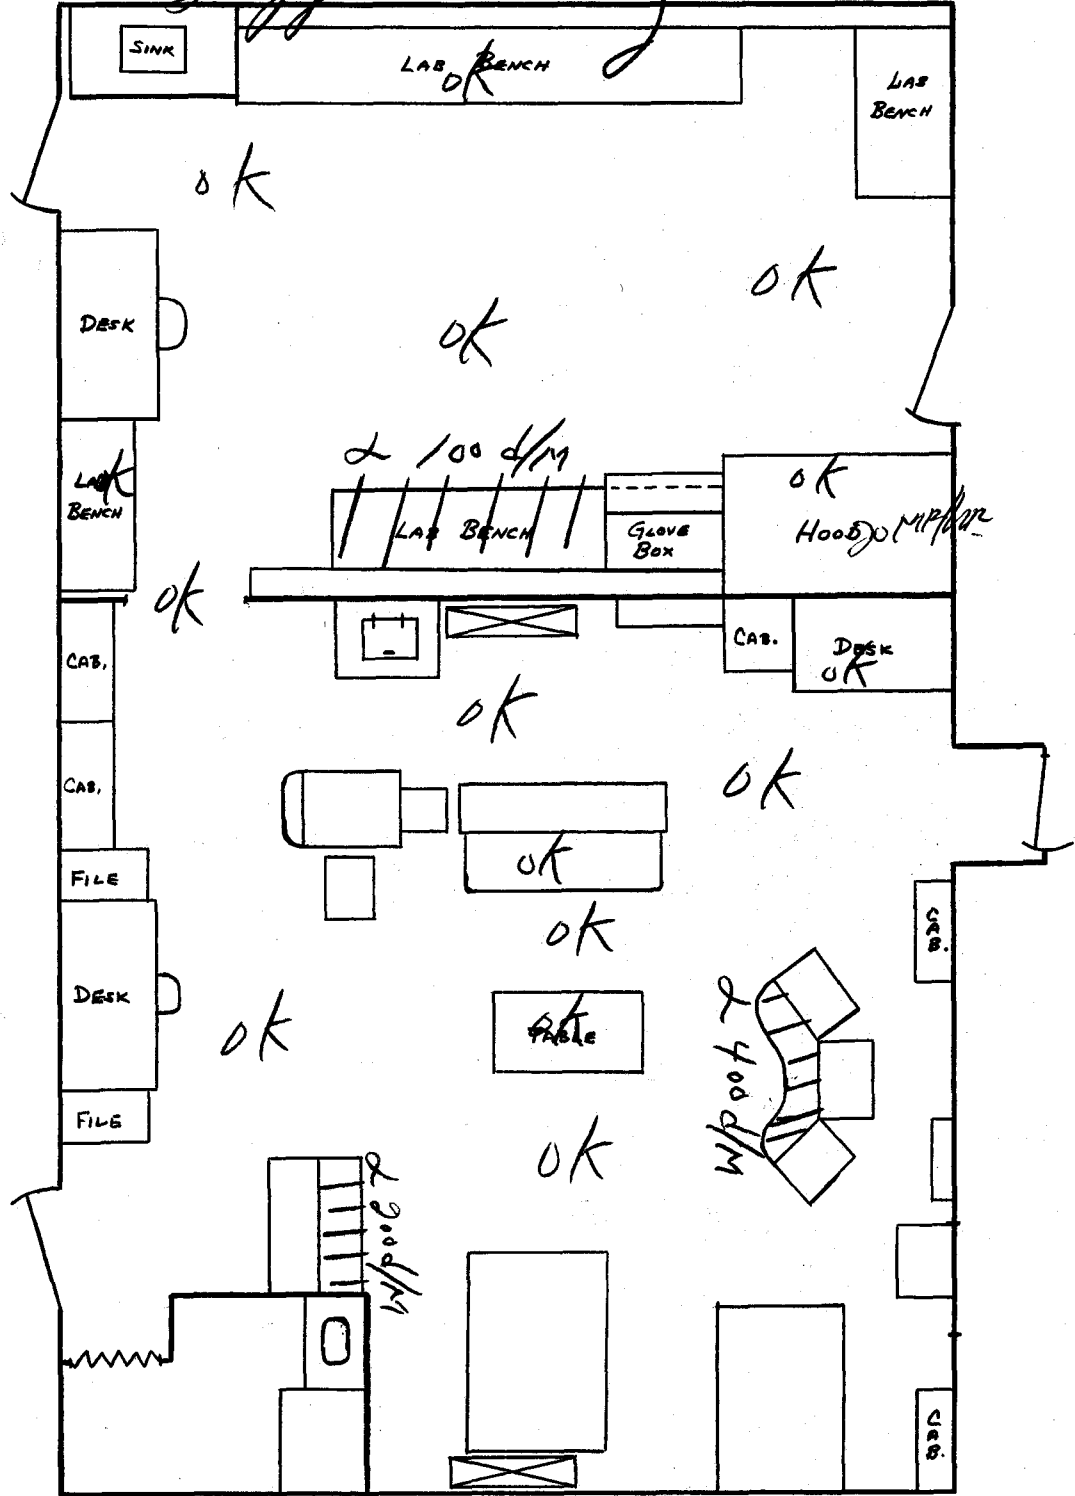 SINK
LAB BENCH
OK
LAB
BENCH
OK
OK
DESK
OK
α 100 d/m
LAB BENCH
OK
LAB
BENCH
GLOVE
BOX
OK
HOOD
OK
CAB.
DESK
OK
CAB.
OK
CAB.
OK
OK
FILE
OK
CAB.
DESK
TABLE
OK
OK
α 400 d/m
FILE
OK
α 900 d/m
CAB.